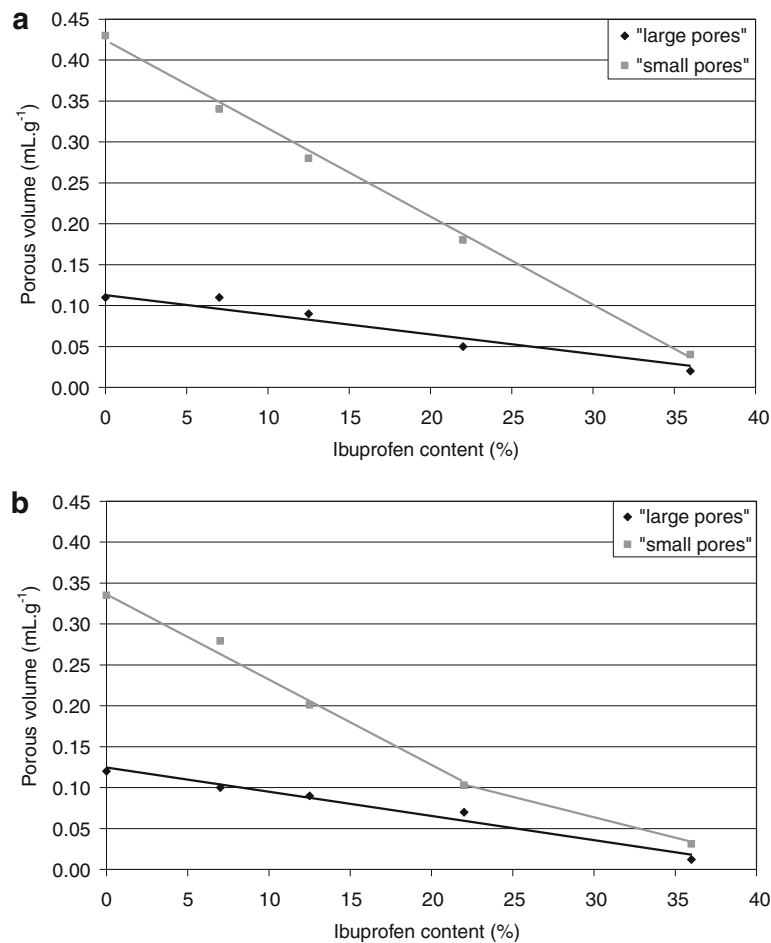 a
"large pores"
"small pores"
Porous volume (mL.g-1)
0.45
0.40
0.35
0.30
0.25
0.20
0.15
0.10
0.05
0.00
0 5 10 15 20 25 30 35 40
Ibuprofen content (%)
b
"large pores"
"small pores"
Porous volume (mL.g-1)
0.45
0.40
0.35
0.30
0.25
0.20
0.15
0.10
0.05
0.00
0 5 10 15 20 25 30 35 40
Ibuprofen content (%)